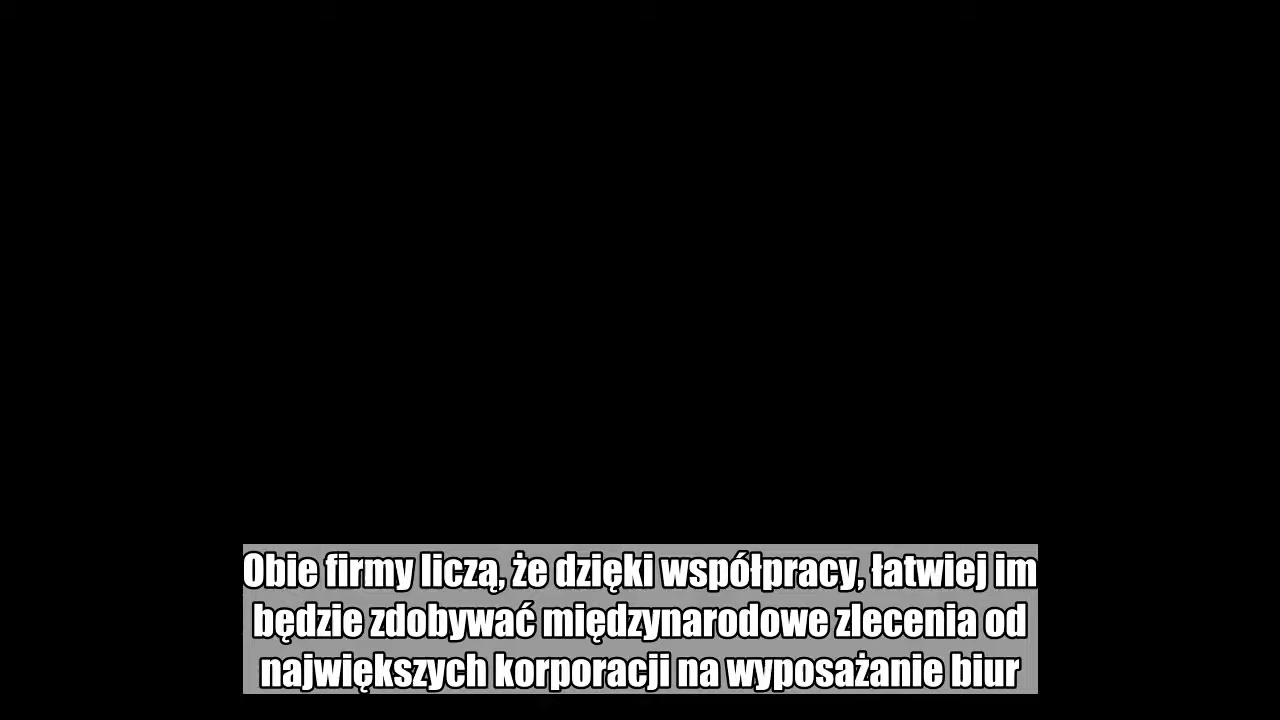 Obie firmy liczą, że dzięki współpracy, łatwiej im
będzie zdobywać międzynarodowe zlecenia od
największych korporacji na wyposażanie biur